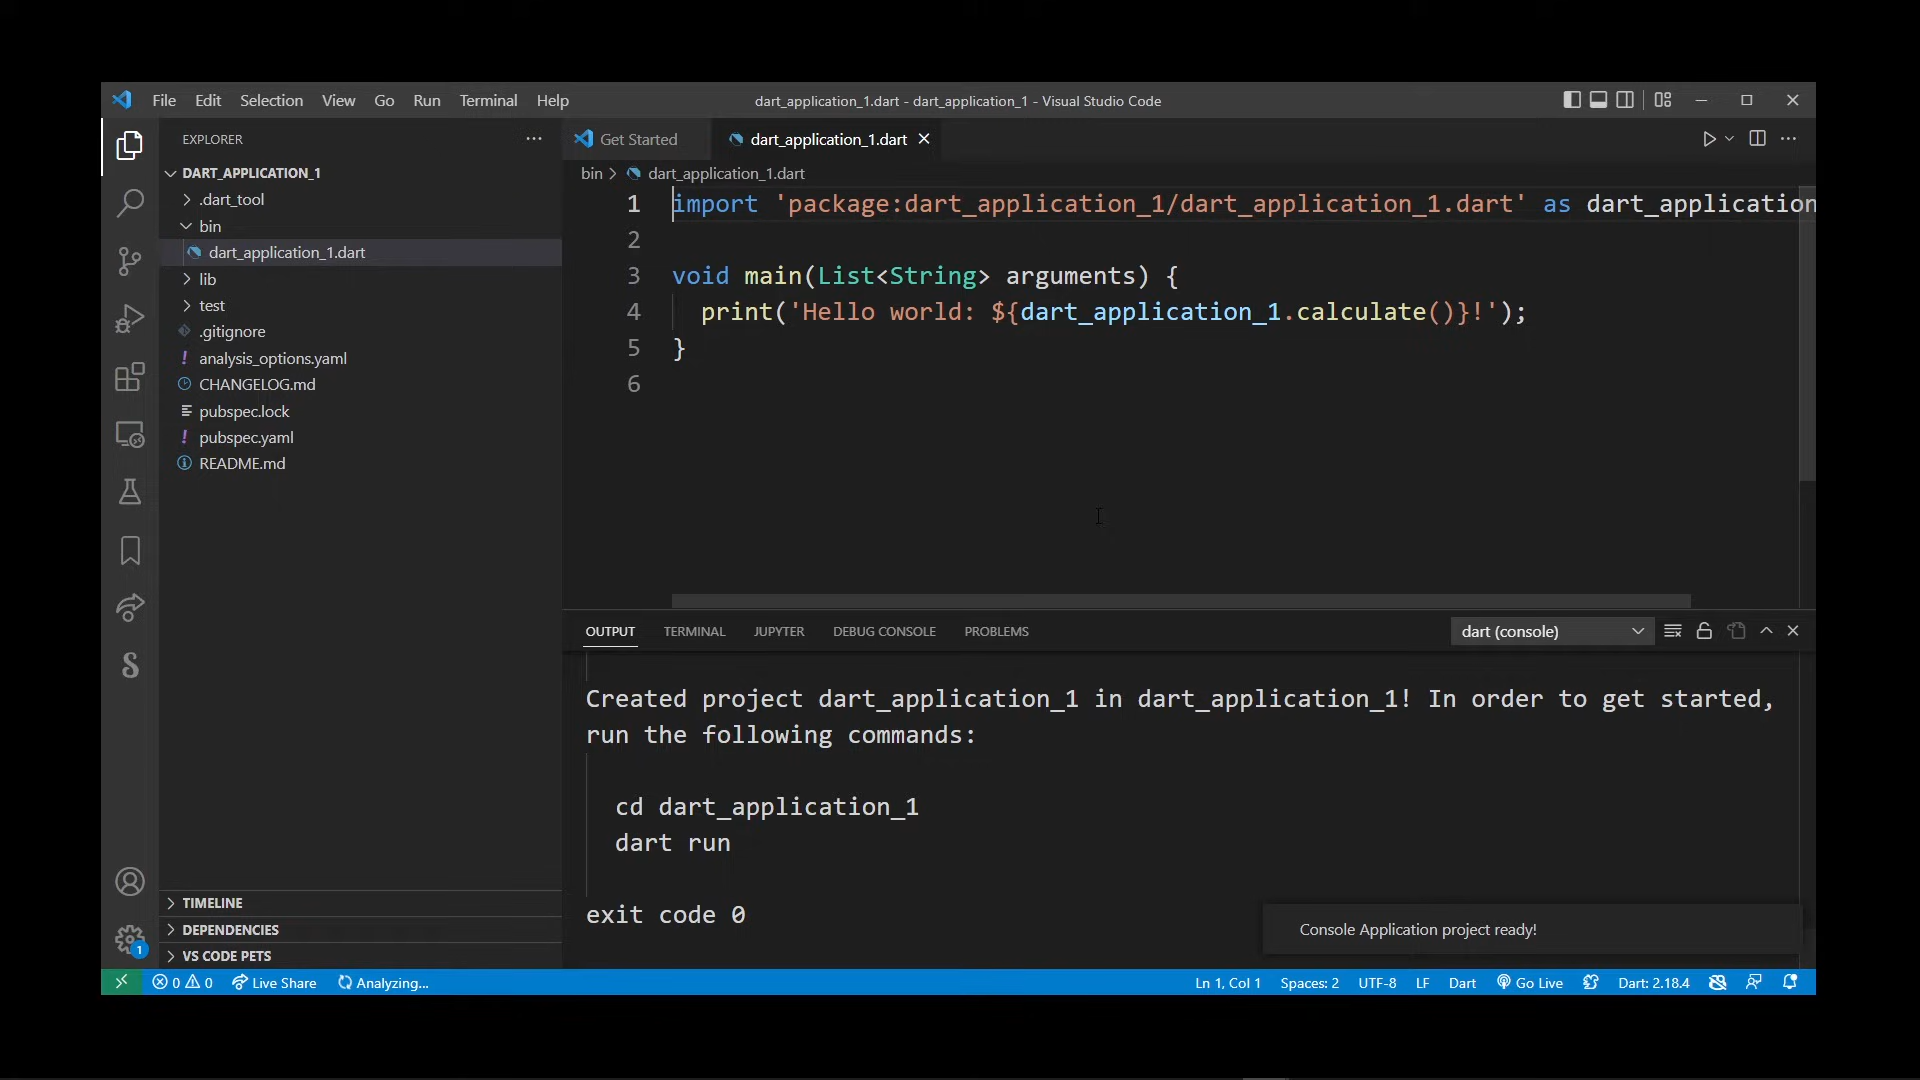 File Edit Selection View Go Run Terminal Help
dart_application_1.dart - dart_application_1 - Visual Studio Code
EXPLORER
DART_APPLICATION_1
.dart_tool
bin
dart_application_1.dart
lib
test
.gitignore
analysis_options.yaml
CHANGELOG.md
pubspec.lock
pubspec.yaml
README.md
TIMELINE
DEPENDENCIES
VS CODE PETS
1
Get Started
dart_application_1.dart
bin > dart_application_1.dart
1 import 'package:dart_application_1/dart_application_1.dart' as dart_application
2
3 void main(List<String> arguments) {
4 print('Hello world: ${dart_application_1.calculate()}!');
5 }
6
OUTPUT TERMINAL JUPYTER DEBUG CONSOLE PROBLEMS
dart (console)
Created project dart_application_1 in dart_application_1! In order to get started,
run the following commands:
cd dart_application_1
dart run
exit code 0
Console Application project ready!
0 0 Live Share Analyzing... Ln 1, Col 1 Spaces: 2 UTF-8 LF Dart Go Live Dart: 2.18.4